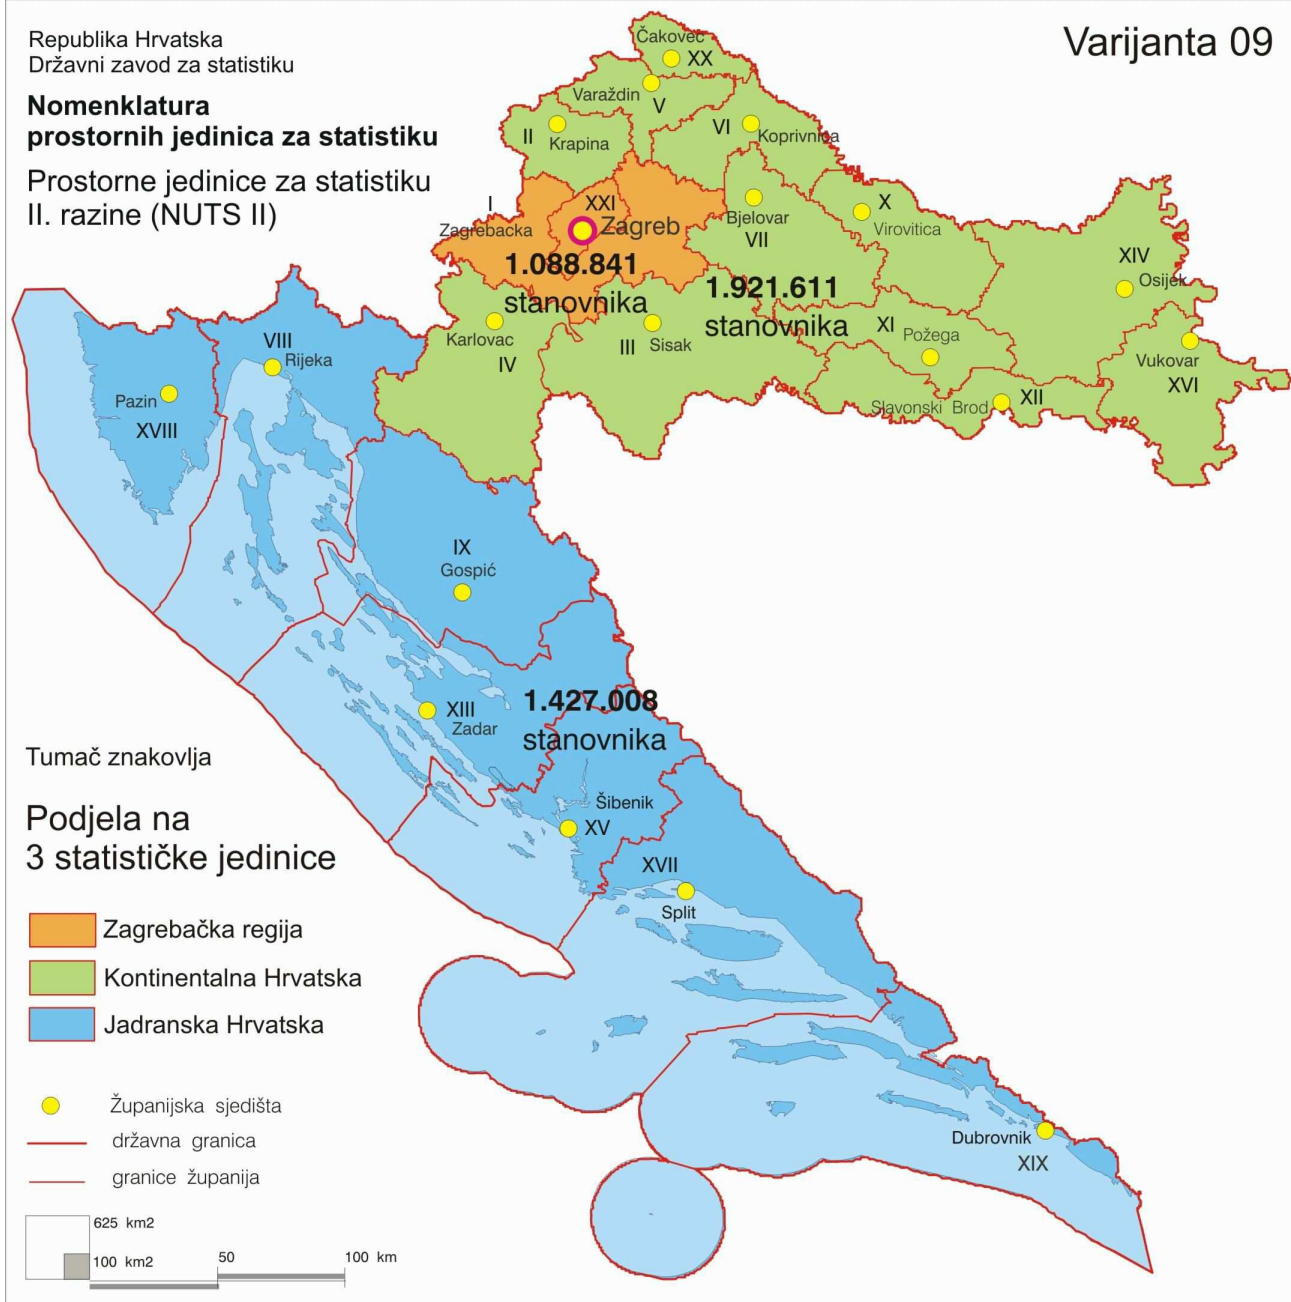 Republika Hrvatska
Državni zavod za statistiku
Nomenklatura
prostornih jedinica za statistiku
Prostorne jedinice za statistiku
II. razine (NUTS II)
Varijanta 09
Čakovec
XX
Varaždin
V
II
Krapina
VI
Koprivnica
I
Zagrebacka
XXI
Zagreb
1.088.841
stanovnika
Bjelovar
VII
X
Virovitica
1.921.611
stanovnika
XIV
Osijek
Karlovac
IV
III
Sisak
XI
Požega
Vukovar
XVI
Slavonski Brod
XII
VIII
Rijeka
Pazin
XVIII
IX
Gospić
XIII
Zadar
1.427.008
stanovnika
Šibenik
XV
XVII
Split
Dubrovnik
XIX
Tumač znakovlja
Podjela na
3 statističke jedinice
Zagrebačka regija
Kontinentalna Hrvatska
Jadranska Hrvatska
Županijska sjedišta
državna granica
granice županija
625 km2
100 km2
50
100 km